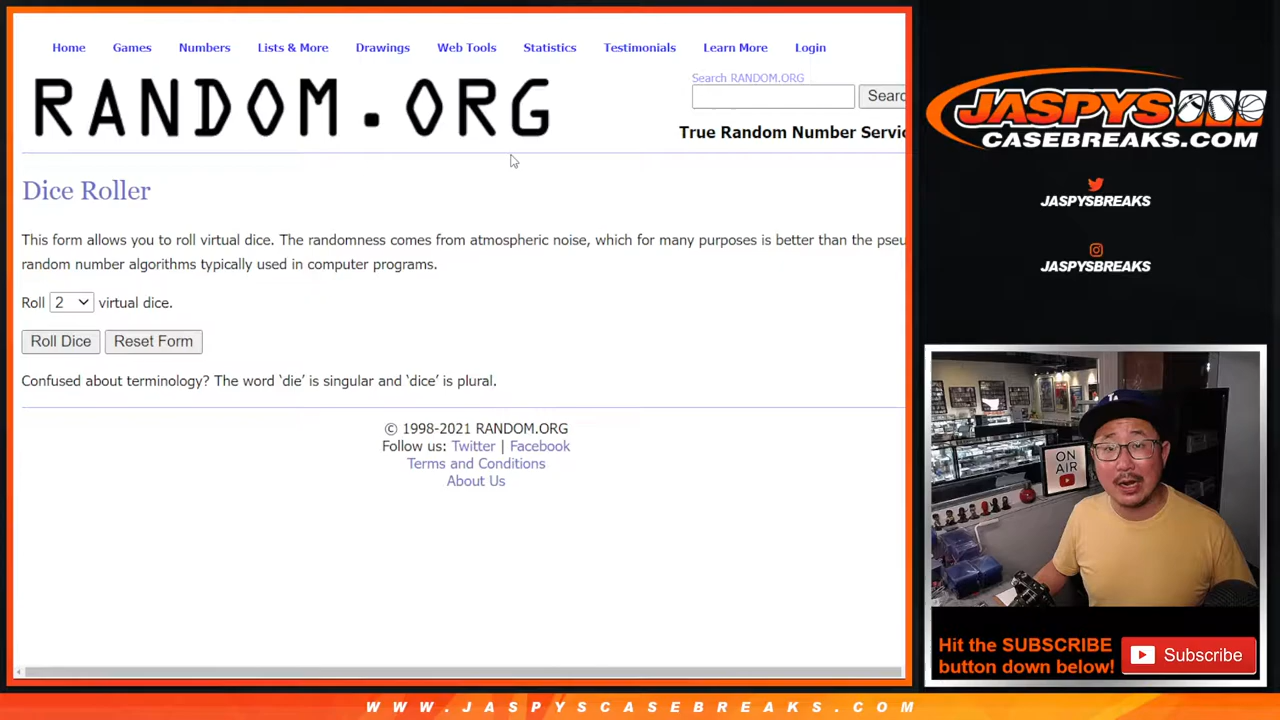 Home Games Numbers Lists & More Drawings Web Tools Statistics Testimonials Learn More Login
RANDOM.ORG
Search RANDOM.ORG
Searc
True Random Number Servic
Dice Roller
This form allows you to roll virtual dice. The randomness comes from atmospheric noise, which for many purposes is better than the pseu
random number algorithms typically used in computer programs.
Roll 2 virtual dice.
Roll Dice Reset Form
Confused about terminology? The word ‘die’ is singular and ‘dice’ is plural.
© 1998-2021 RANDOM.ORG
Follow us: Twitter | Facebook
Terms and Conditions
About Us
JASPYS
CASEBREAKS.COM
JASPYSBREAKS
JASPYSBREAKS
ON
AIR
Hit the SUBSCRIBE
button down below!
Subscribe
WWW.JASPYSCASEBREAKS.COM